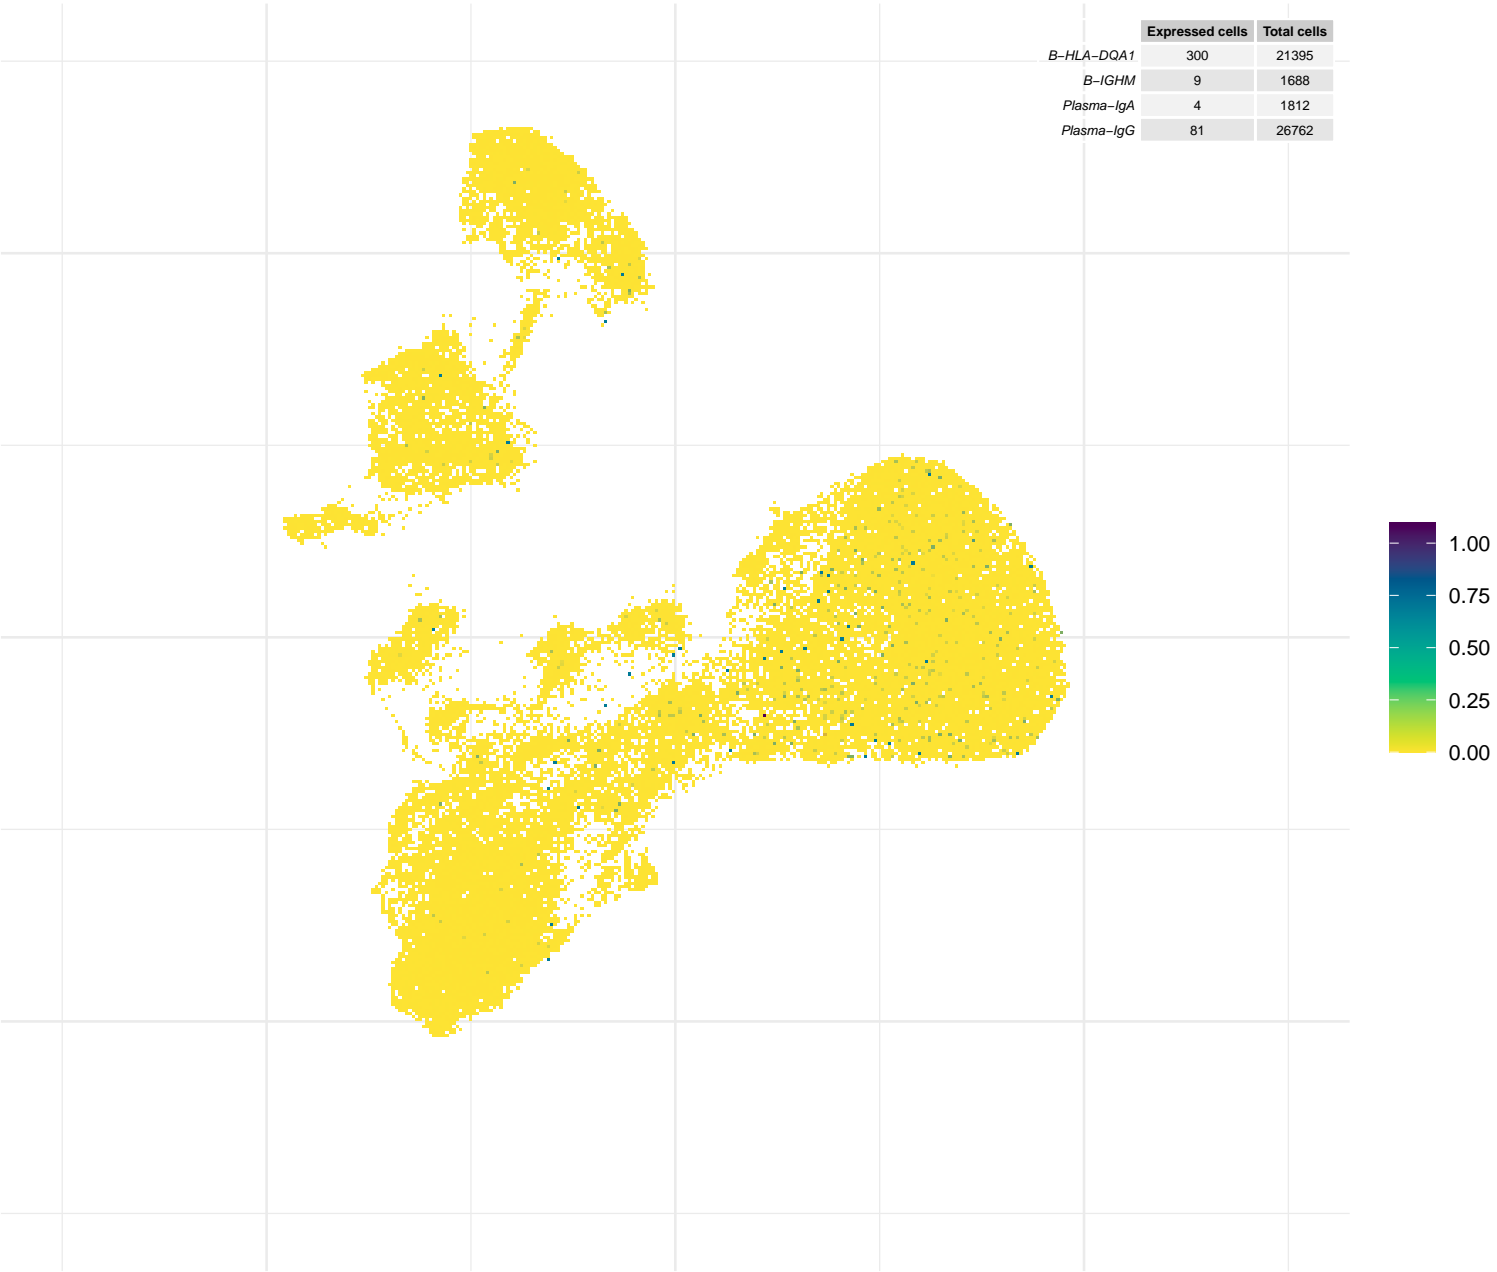 Expressed cells Total cells
B−HLA−DQA1 300 21395
B−IGHM 9 1688
Plasma−IgA 4 1812
Plasma−IgG 81 26762
1.00
0.75
0.50
0.25
0.00